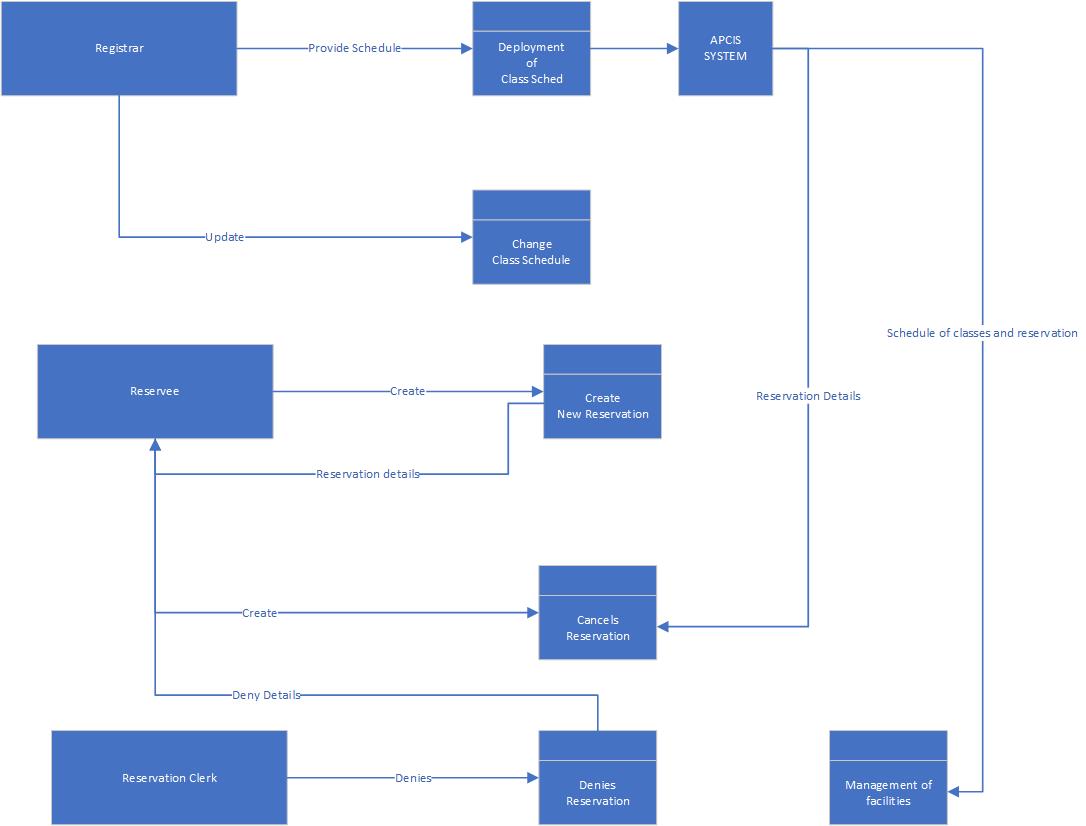 Registrar
Provide Schedule
Deployment
of
Class Sched
APCIS
SYSTEM
Update
Change
Class Schedule
Schedule of classes and reservation
Reservee
Create
Create
New Reservation
Reservation Details
Reservation details
Create
Cancels
Reservation
Deny Details
Reservation Clerk
Denies
Denies
Reservation
Management of
facilities